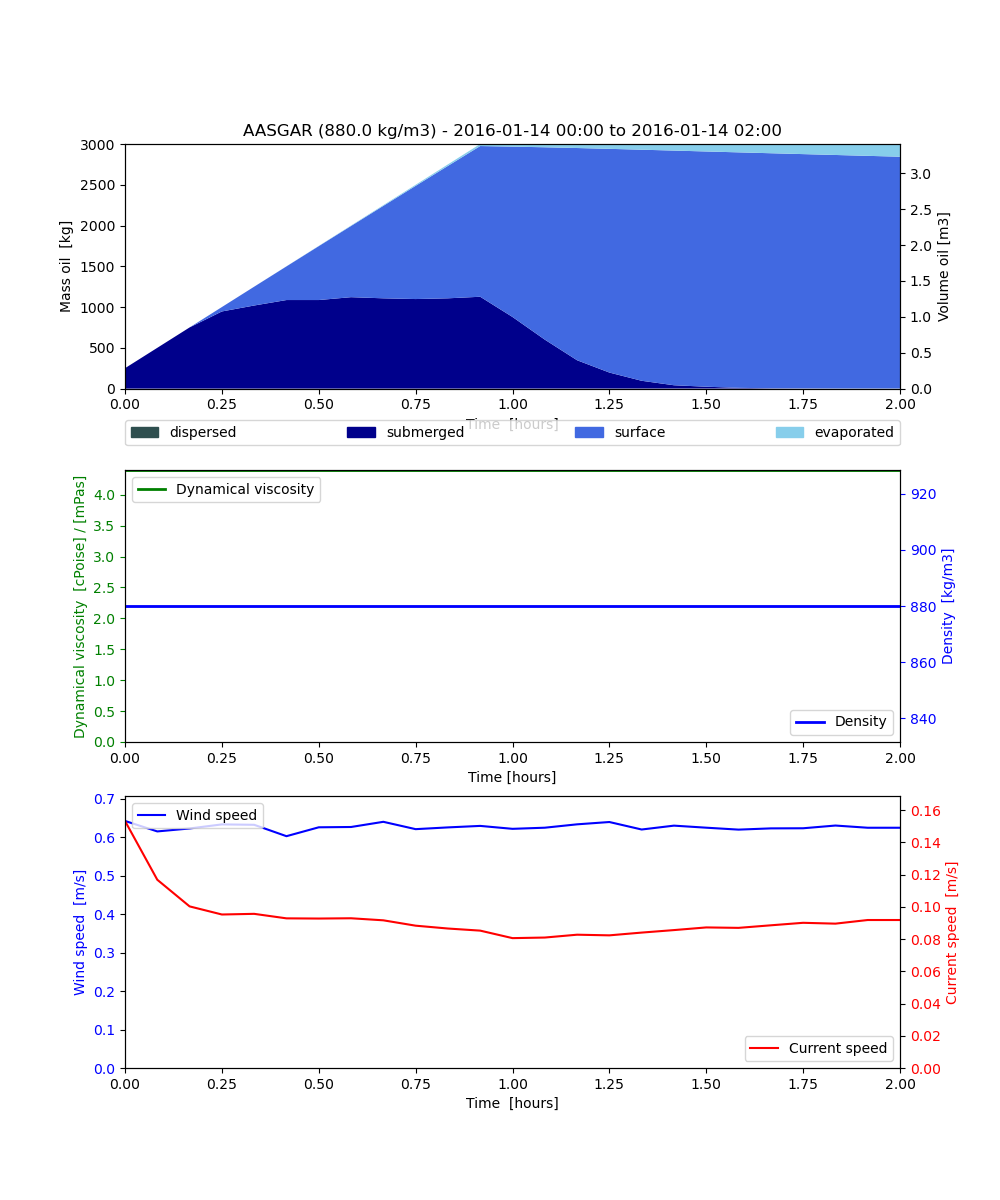 AASGAR (880.0 kg/m3) - 2016-01-14 00:00 to 2016-01-14 02:00
Mass oil  [kg]
3000
2500
2000
1500
1000
500
0
Volume oil [m3]
3.0
2.5
2.0
1.5
1.0
0.5
0.0
0.00 0.25 0.50 0.75 1.00 1.25 1.50 1.75 2.00
Time  [hours]
dispersed submerged surface evaporated
Dynamical viscosity
Dynamical viscosity  [cPoise] / [mPas]
4.0
3.5
3.0
2.5
2.0
1.5
1.0
0.5
0.0
Density  [kg/m3]
920
900
880
860
840
Density
0.00 0.25 0.50 0.75 1.00 1.25 1.50 1.75 2.00
Time [hours]
Wind speed
Wind speed  [m/s]
0.7
0.6
0.5
0.4
0.3
0.2
0.1
0.0
Current speed  [m/s]
0.16
0.14
0.12
0.10
0.08
0.06
0.04
0.02
0.00
Current speed
0.00 0.25 0.50 0.75 1.00 1.25 1.50 1.75 2.00
Time  [hours]